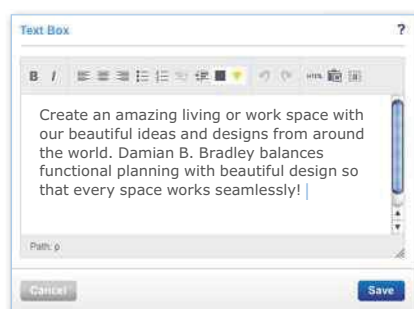 Text Box ?
B I HTML
Create an amazing living or work space with
our beautiful ideas and designs from around
the world. Damian B. Bradley balances
functional planning with beautiful design so
that every space works seamlessly!
Path: p
Cancel Save